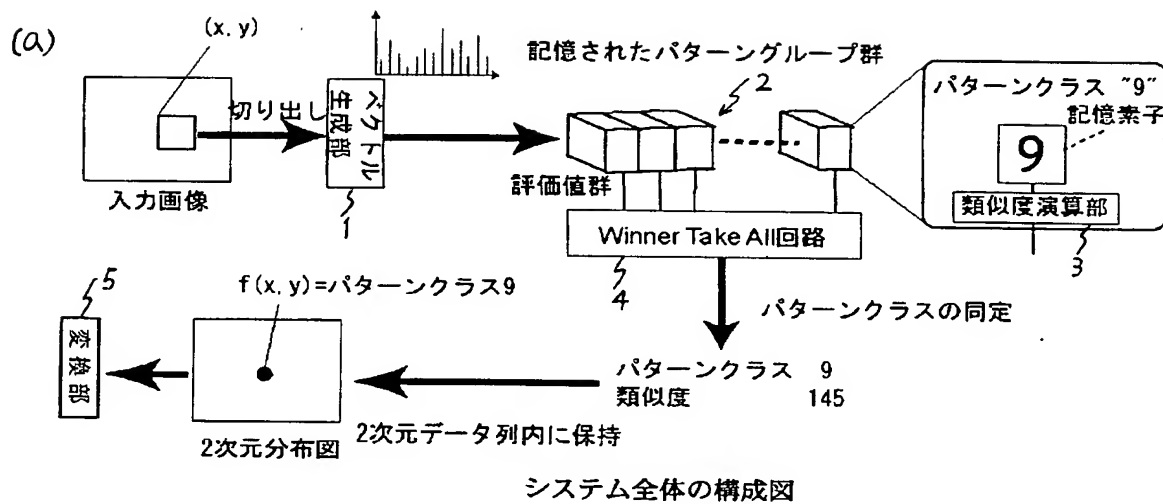 (a)
(x, y)
切り出し
入力画像
ベクトル
生成部
1
記憶されたパターングループ群
2
評価値群
Winner Take All回路
4
パターンクラス "9"
記憶素子
9
類似度演算部
3
パターンクラスの同定
パターンクラス 9
類似度 145
2次元データ列内に保持
f(x, y)=パターンクラス9
2次元分布図
5
変換部
システム全体の構成図